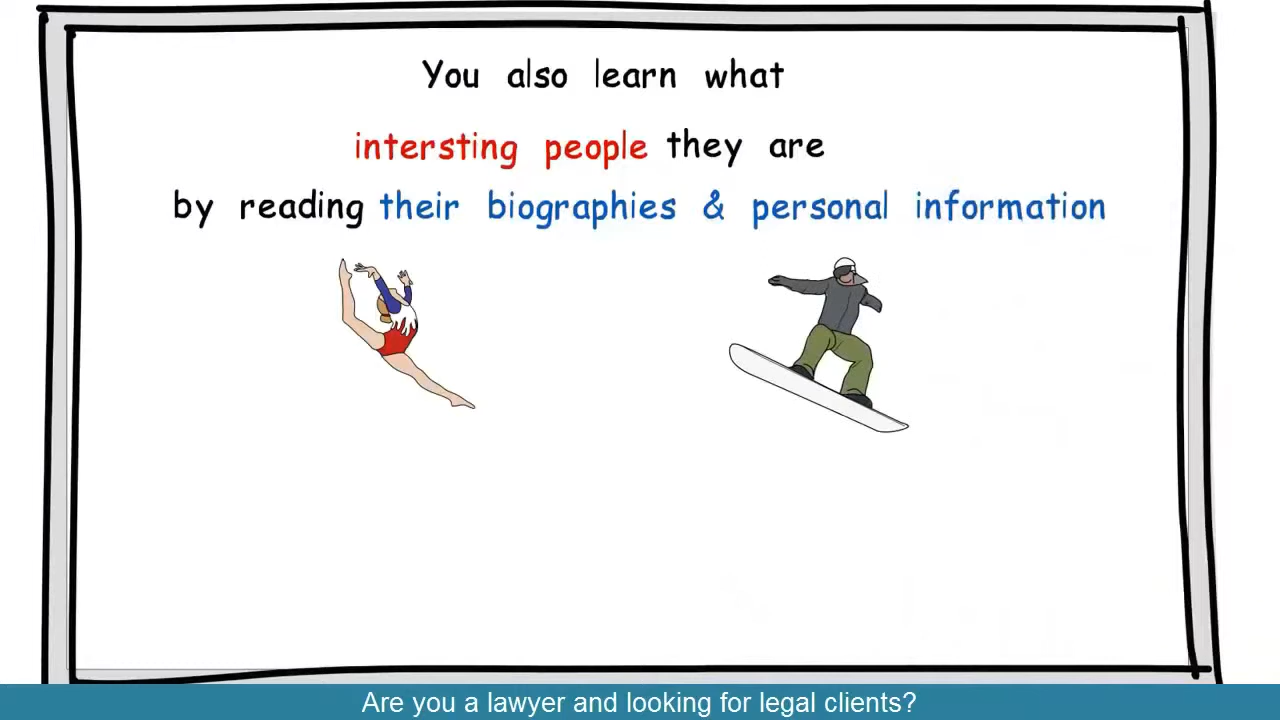 You also learn what
intersting people they are
by reading their biographies & personal information
Are you a lawyer and looking for legal clients?